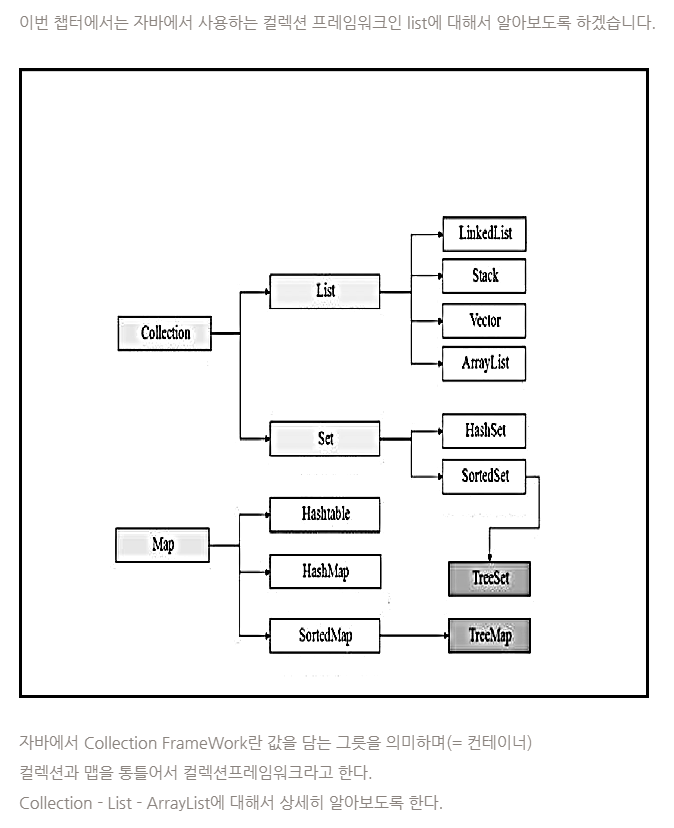 이번 챕터에서는 자바에서 사용하는 컬렉션 프레임워크인 list에 대해서 알아보도록 하겠습니다.
LinkedList
Stack
List
Vector
Collection
ArrayList
HashSet
Set
SortedSet
Hashtable
Map
HashMap
TreeSet
SortedMap
TreeMap
자바에서 Collection FrameWork란 값을 담는 그릇을 의미하며(= 컨테이너)
컬렉션과 맵을 통틀어서 컬렉션프레임워크라고 한다.
Collection - List - ArrayList에 대해서 상세히 알아보도록 한다.